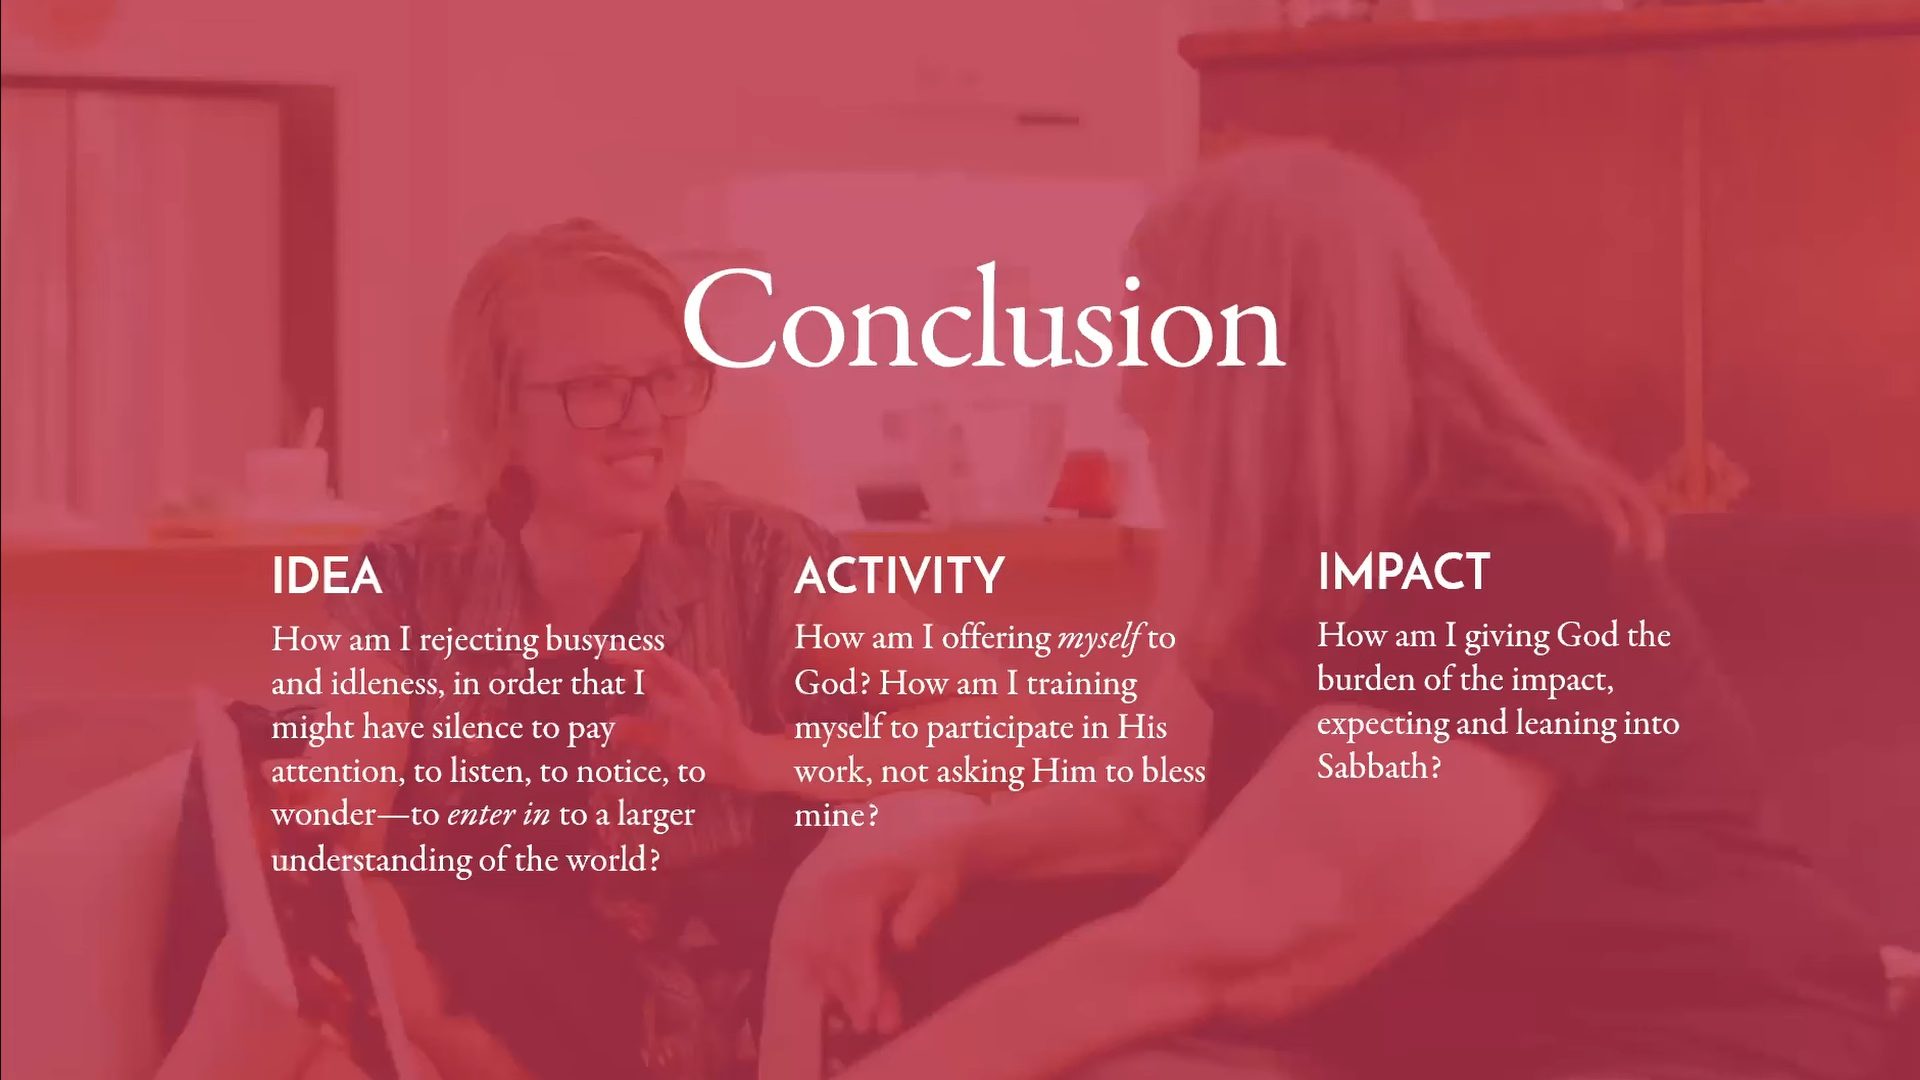 Conclusion
IDEA
How am I rejecting busyness
and idleness, in order that I
might have silence to pay
attention, to listen, to notice, to
wonder—to enter in to a larger
understanding of the world?
ACTIVITY
How am I offering myself to
God? How am I training
myself to participate in His
work, not asking Him to bless
mine?
IMPACT
How am I giving God the
burden of the impact,
expecting and leaning into
Sabbath?